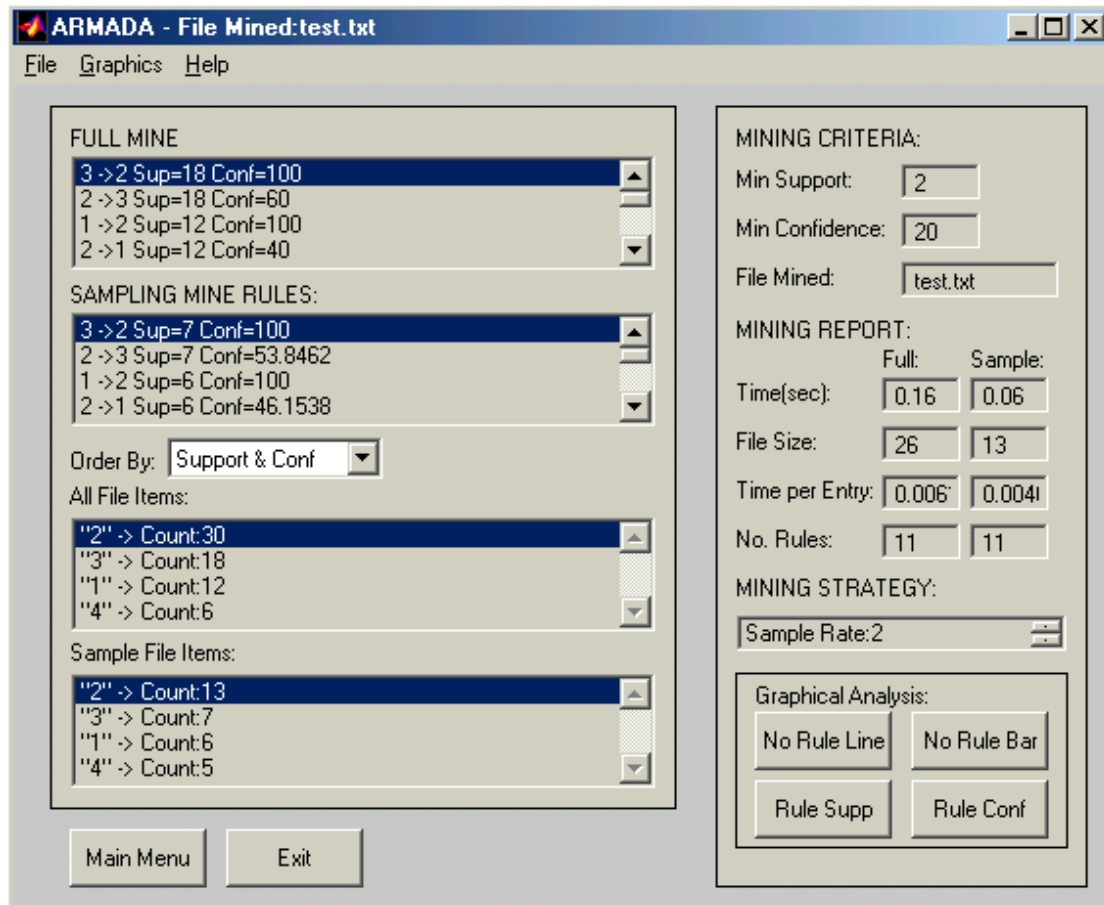 ARMADA - File Mined:test.txt
File Graphics Help
FULL MINE
3 ->2 Sup=18 Conf=100
2 ->3 Sup=18 Conf=60
1 ->2 Sup=12 Conf=100
2 ->1 Sup=12 Conf=40
SAMPLING MINE RULES:
3 ->2 Sup=7 Conf=100
2 ->3 Sup=7 Conf=53.8462
1 ->2 Sup=6 Conf=100
2 ->1 Sup=6 Conf=46.1538
Order By: Support & Conf
All File Items:
"2" -> Count:30
"3" -> Count:18
"1" -> Count:12
"4" -> Count:6
Sample File Items:
"2" -> Count:13
"3" -> Count:7
"1" -> Count:6
"4" -> Count:5
Main Menu Exit
MINING CRITERIA:
Min Support: 2
Min Confidence: 20
File Mined: test.txt
MINING REPORT:
Full: Sample:
Time(sec): 0.16 0.06
File Size: 26 13
Time per Entry:
No. Rules: 11 11
MINING STRATEGY:
Sample Rate:2
Graphical Analysis:
No Rule Line No Rule Bar
Rule Supp Rule Conf